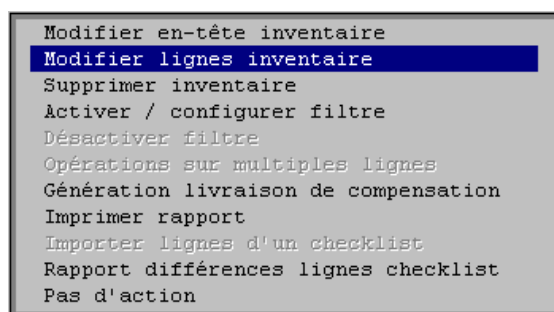 Modifier en-tête inventaire
Modifier lignes inventaire
Supprimer inventaire
Activer / configurer filtre
Désactiver filtre
Opérations sur multiples lignes
Génération livraison de compensation
Imprimer rapport
Importer lignes d'un checklist
Rapport différences lignes checklist
Pas d'action